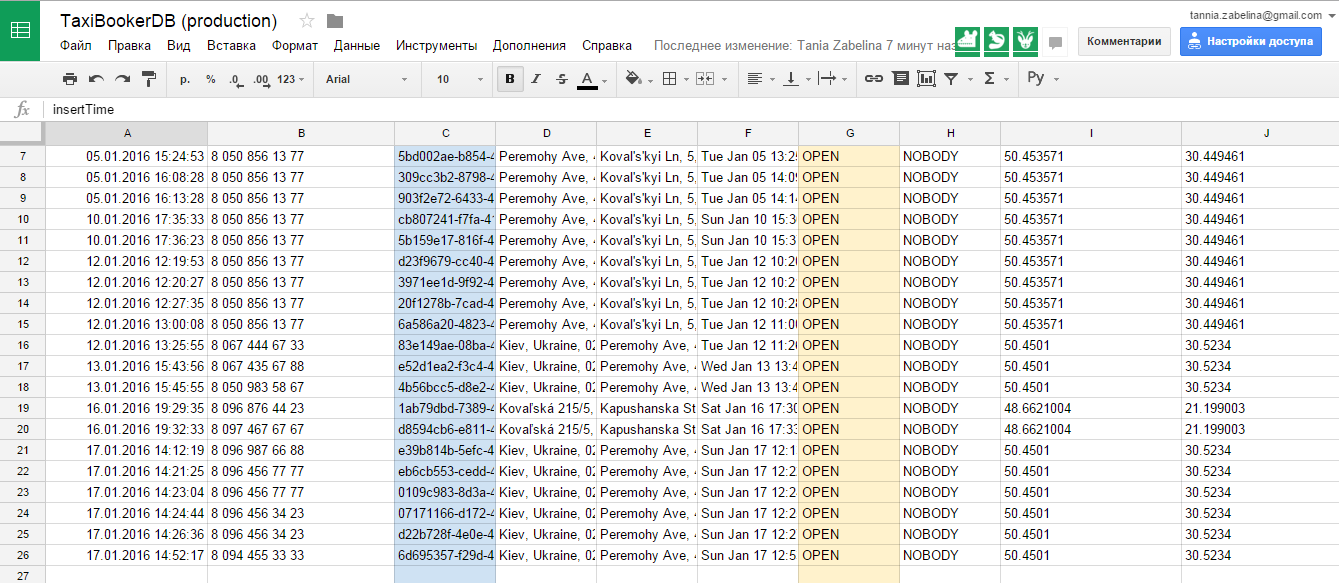 TaxiBookerDB (production)
tannia.zabelina@gmail.com
Файл Правка Вид Вставка Формат Данные Инструменты Дополнения Справка Последнее изменение: Tania Zabelina 7 минут наз
Комментарии Настройки доступа
р. % .0 .00 123 Arial 10 B I S A Σ Ру
fx insertTime
A B C D E F G H I J
7 05.01.2016 15:24:53 8 050 856 13 77 5bd002ae-b854-4 Peremohy Ave, 4 Koval's'kyi Ln, 5, Tue Jan 05 13:25 OPEN NOBODY 50.453571 30.449461
8 05.01.2016 16:08:28 8 050 856 13 77 309cc3b2-8798-4 Peremohy Ave, 4 Koval's'kyi Ln, 5, Tue Jan 05 14:09 OPEN NOBODY 50.453571 30.449461
9 05.01.2016 16:13:28 8 050 856 13 77 903f2e72-6433-4 Peremohy Ave, 4 Koval's'kyi Ln, 5, Tue Jan 05 14:14 OPEN NOBODY 50.453571 30.449461
10 10.01.2016 17:35:33 8 050 856 13 77 cb807241-f7fa-41 Peremohy Ave, 4 Koval's'kyi Ln, 5, Sun Jan 10 15:3 OPEN NOBODY 50.453571 30.449461
11 10.01.2016 17:36:23 8 050 856 13 77 5b159e17-816f-4 Peremohy Ave, 4 Koval's'kyi Ln, 5, Sun Jan 10 15:3 OPEN NOBODY 50.453571 30.449461
12 12.01.2016 12:19:53 8 050 856 13 77 d23f9679-cc40-4 Peremohy Ave, 4 Koval's'kyi Ln, 5, Tue Jan 12 10:20 OPEN NOBODY 50.453571 30.449461
13 12.01.2016 12:20:27 8 050 856 13 77 3971ee1d-9f92-4 Peremohy Ave, 4 Koval's'kyi Ln, 5, Tue Jan 12 10:2 OPEN NOBODY 50.453571 30.449461
14 12.01.2016 12:27:35 8 050 856 13 77 20f1278b-7cad-4 Peremohy Ave, 4 Koval's'kyi Ln, 5, Tue Jan 12 10:28 OPEN NOBODY 50.453571 30.449461
15 12.01.2016 13:00:08 8 050 856 13 77 6a586a20-4823-4 Peremohy Ave, 4 Koval's'kyi Ln, 5, Tue Jan 12 11:00 OPEN NOBODY 50.453571 30.449461
16 12.01.2016 13:25:55 8 067 444 67 33 83e149ae-08ba-4 Kiev, Ukraine, 02 Peremohy Ave, 4 Tue Jan 12 11:26 OPEN NOBODY 50.4501 30.5234
17 13.01.2016 15:43:56 8 067 435 67 88 e52d1ea2-f3c4-4 Kiev, Ukraine, 02 Peremohy Ave, 4 Wed Jan 13 13:4 OPEN NOBODY 50.4501 30.5234
18 13.01.2016 15:45:55 8 050 983 58 67 4b56bcc5-d8e2-4 Kiev, Ukraine, 02 Peremohy Ave, 4 Wed Jan 13 13:4 OPEN NOBODY 50.4501 30.5234
19 16.01.2016 19:29:35 8 096 876 44 23 1ab79dbd-7389-4 Kovaľská 215/5, Kapushanska St Sat Jan 16 17:30 OPEN NOBODY 48.6621004 21.199003
20 16.01.2016 19:32:33 8 097 467 67 67 d8594cb6-e811-4 Kovaľská 215/5, Kapushanska St Sat Jan 16 17:33 OPEN NOBODY 48.6621004 21.199003
21 17.01.2016 14:12:19 8 096 987 66 88 e39b814b-5efc-4 Kiev, Ukraine, 02 Peremohy Ave, 4 Sun Jan 17 12:1 OPEN NOBODY 50.4501 30.5234
22 17.01.2016 14:21:25 8 096 456 77 77 eb6cb553-cedd-4 Kiev, Ukraine, 02 Peremohy Ave, 4 Sun Jan 17 12:2 OPEN NOBODY 50.4501 30.5234
23 17.01.2016 14:23:04 8 096 456 77 77 0109c983-8d3a-4 Kiev, Ukraine, 02 Peremohy Ave, 4 Sun Jan 17 12:2 OPEN NOBODY 50.4501 30.5234
24 17.01.2016 14:24:44 8 096 456 34 23 07171166-d172-4 Kiev, Ukraine, 02 Peremohy Ave, 4 Sun Jan 17 12:2 OPEN NOBODY 50.4501 30.5234
25 17.01.2016 14:26:36 8 096 456 34 23 d22b728f-4e0e-4 Kiev, Ukraine, 02 Peremohy Ave, 4 Sun Jan 17 12:2 OPEN NOBODY 50.4501 30.5234
26 17.01.2016 14:52:17 8 094 455 33 33 6d695357-f29d-4 Kiev, Ukraine, 02 Peremohy Ave, 4 Sun Jan 17 12:5 OPEN NOBODY 50.4501 30.5234
27